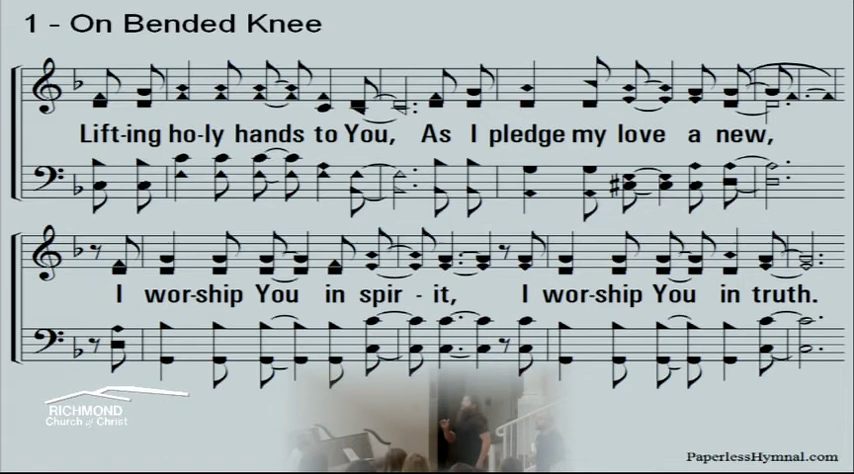 1 - On Bended Knee
Lift-ing ho-ly hands to You, As I pledge my love a new,
I wor-ship You in spir - it, I wor-ship You in truth.
RICHMOND
Church of Christ
PaperlessHymnal.com